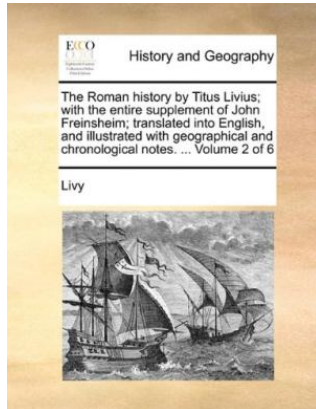 ECCO
History and Geography
The Roman history by Titus Livius;
with the entire supplement of John
Freinsheim; translated into English,
and illustrated with geographical and
chronological notes. ... Volume 2 of 6
Livy